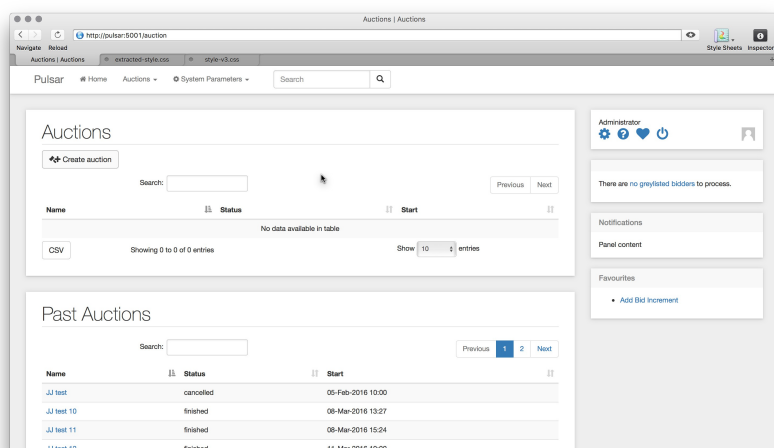 Auctions | Auctions
http://pulsar:5001/auction
Navigate Reload
Style Sheets Inspector
Auctions | Auctions extracted-style.css style-v3.css
Pulsar Home Auctions System Parameters Search
Auctions
Create auction
Search:
Previous Next
Name Status Start
No data available in table
CSV Showing 0 to 0 of 0 entries Show 10 entries
Past Auctions
Search:
Previous 1 2 Next
Name Status Start
JJ test cancelled 05-Feb-2016 10:00
JJ test 10 finished 08-Mar-2016 13:27
JJ test 11 finished 08-Mar-2016 15:24
Administrator
There are no greylisted bidders to process.
Notifications
Panel content
Favourites
Add Bid Increment